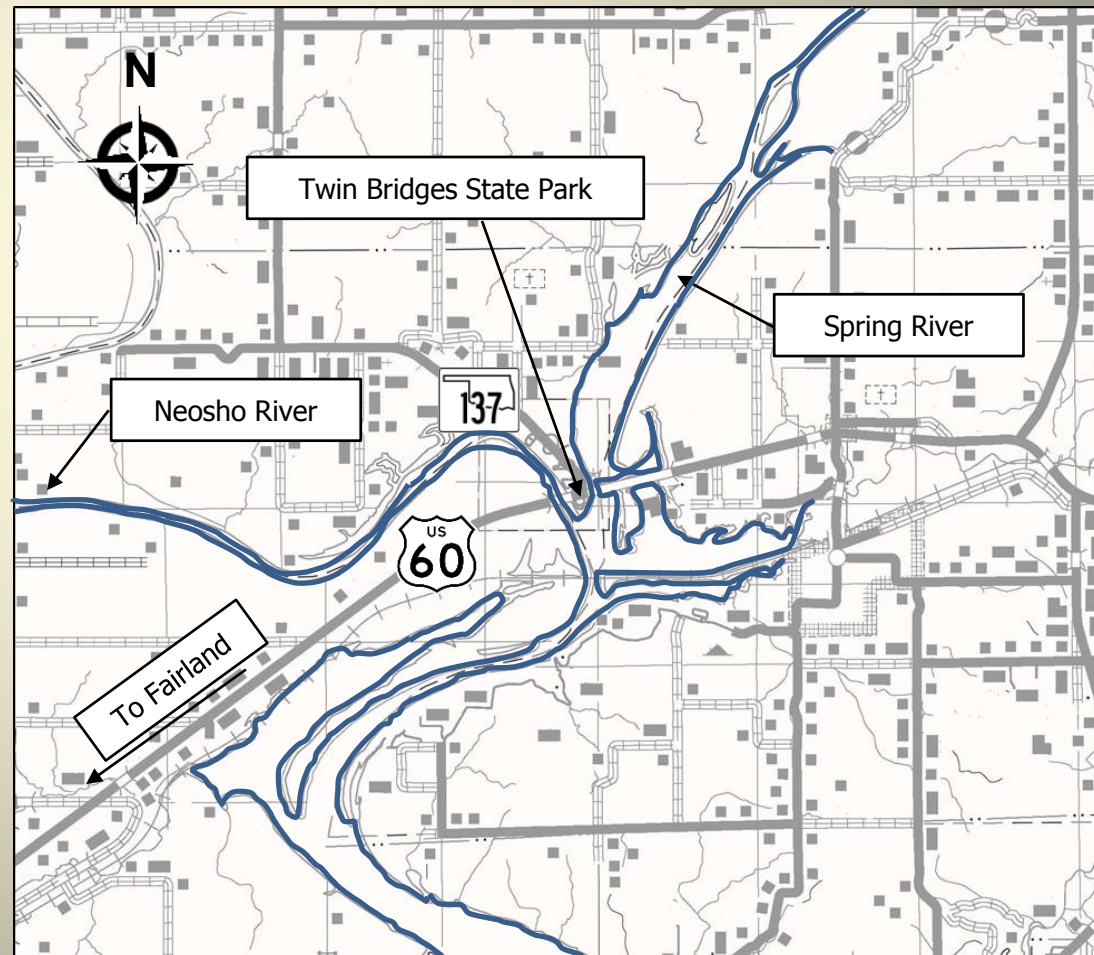 N
Twin Bridges State Park
Spring River
Neosho River
137
US
60
To Fairland